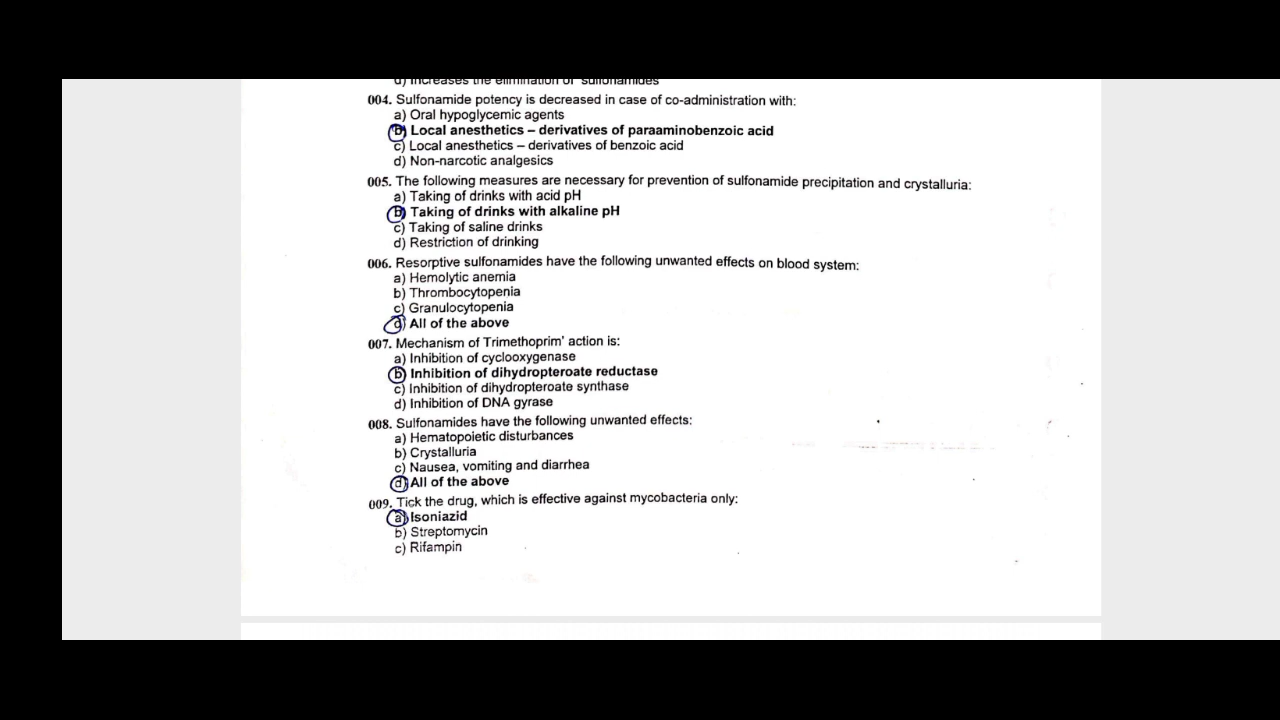 d) Increases the elimination of sulfonamides
004. Sulfonamide potency is decreased in case of co-administration with:
a) Oral hypoglycemic agents
b) Local anesthetics – derivatives of paraaminobenzoic acid
c) Local anesthetics – derivatives of benzoic acid
d) Non-narcotic analgesics
005. The following measures are necessary for prevention of sulfonamide precipitation and crystalluria:
a) Taking of drinks with acid pH
b) Taking of drinks with alkaline pH
c) Taking of saline drinks
d) Restriction of drinking
006. Resorptive sulfonamides have the following unwanted effects on blood system:
a) Hemolytic anemia
b) Thrombocytopenia
c) Granulocytopenia
d) All of the above
007. Mechanism of Trimethoprim' action is:
a) Inhibition of cyclooxygenase
b) Inhibition of dihydropteroate reductase
c) Inhibition of dihydropteroate synthase
d) Inhibition of DNA gyrase
008. Sulfonamides have the following unwanted effects:
a) Hematopoietic disturbances
b) Crystalluria
c) Nausea, vomiting and diarrhea
d) All of the above
009. Tick the drug, which is effective against mycobacteria only:
a) Isoniazid
b) Streptomycin
c) Rifampin